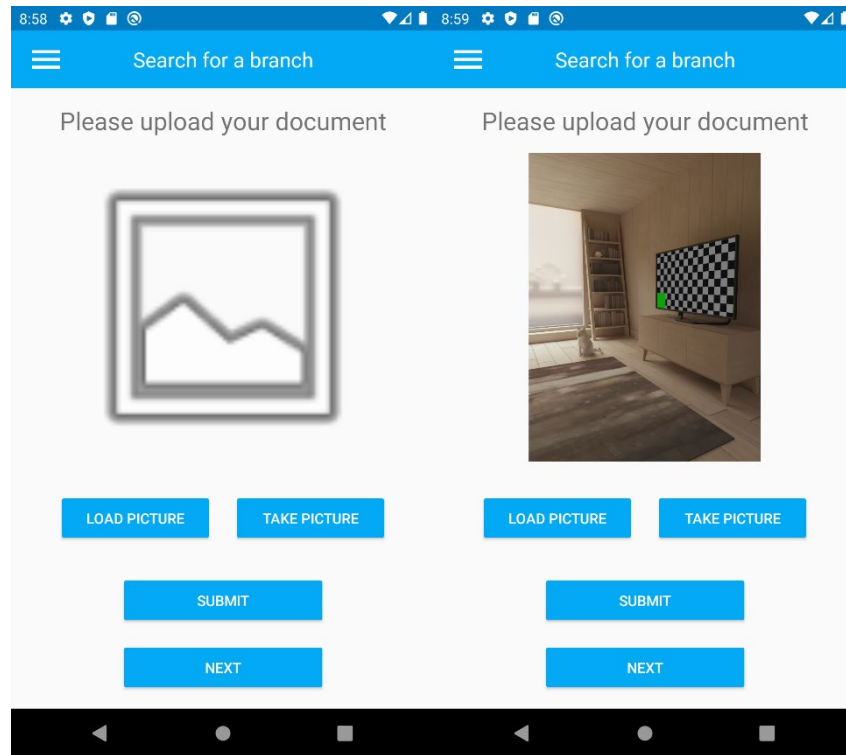 8:58
Search for a branch
Please upload your document
LOAD PICTURE
TAKE PICTURE
SUBMIT
NEXT
8:59
Search for a branch
Please upload your document
LOAD PICTURE
TAKE PICTURE
SUBMIT
NEXT